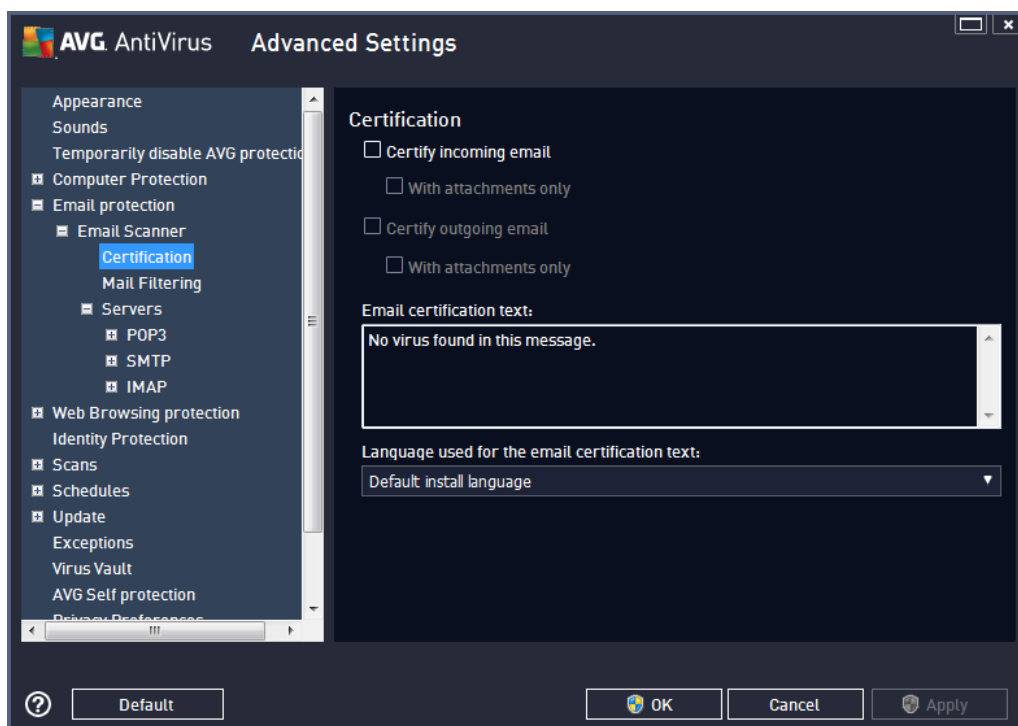 AVG. AntiVirus Advanced Settings
Appearance
Sounds
Temporarily disable AVG protectic
Computer Protection
Email protection
Email Scanner
Certification
Mail Filtering
Servers
POP3
SMTP
IMAP
Web Browsing protection
Identity Protection
Scans
Schedules
Update
Exceptions
Virus Vault
AVG Self protection
Privacy Preferences
Certification
Certify incoming email
With attachments only
Certify outgoing email
With attachments only
Email certification text:
No virus found in this message.
Language used for the email certification text:
Default install language
Default
OK
Cancel
Apply